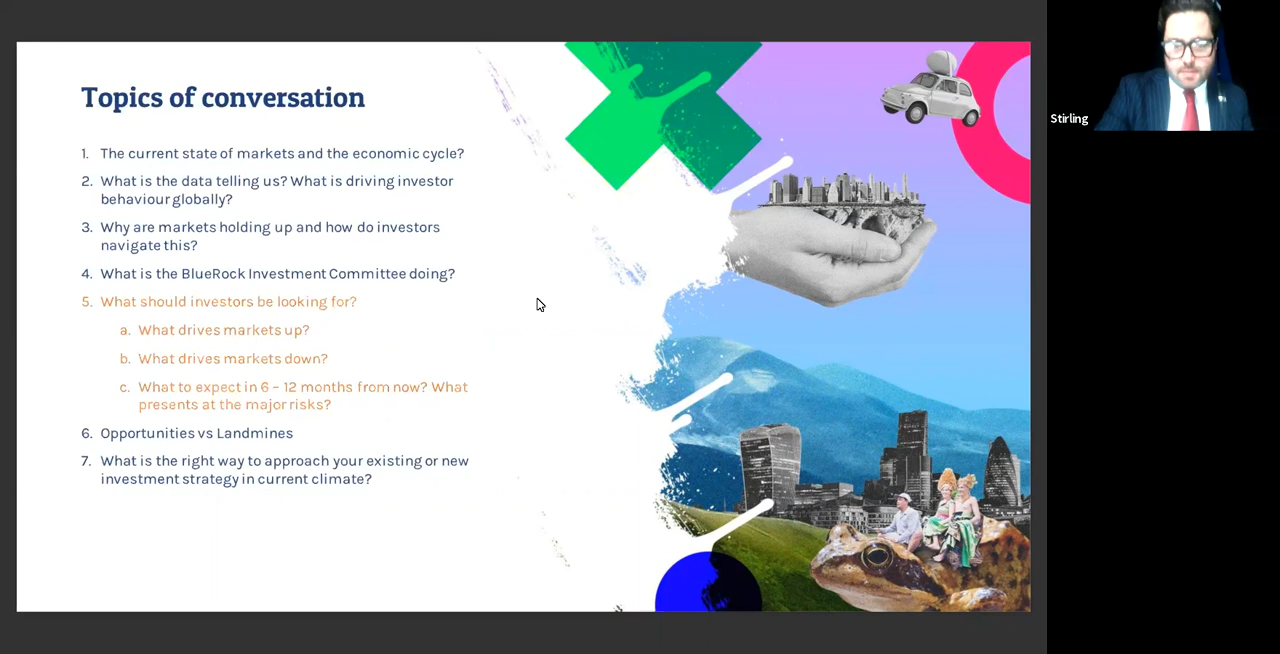 Topics of conversation
1. The current state of markets and the economic cycle?
2. What is the data telling us? What is driving investor
behaviour globally?
3. Why are markets holding up and how do investors
navigate this?
4. What is the BlueRock Investment Committee doing?
5. What should investors be looking for?
a. What drives markets up?
b. What drives markets down?
c. What to expect in 6 – 12 months from now? What
presents at the major risks?
6. Opportunities vs Landmines
7. What is the right way to approach your existing or new
investment strategy in current climate?
Stirling